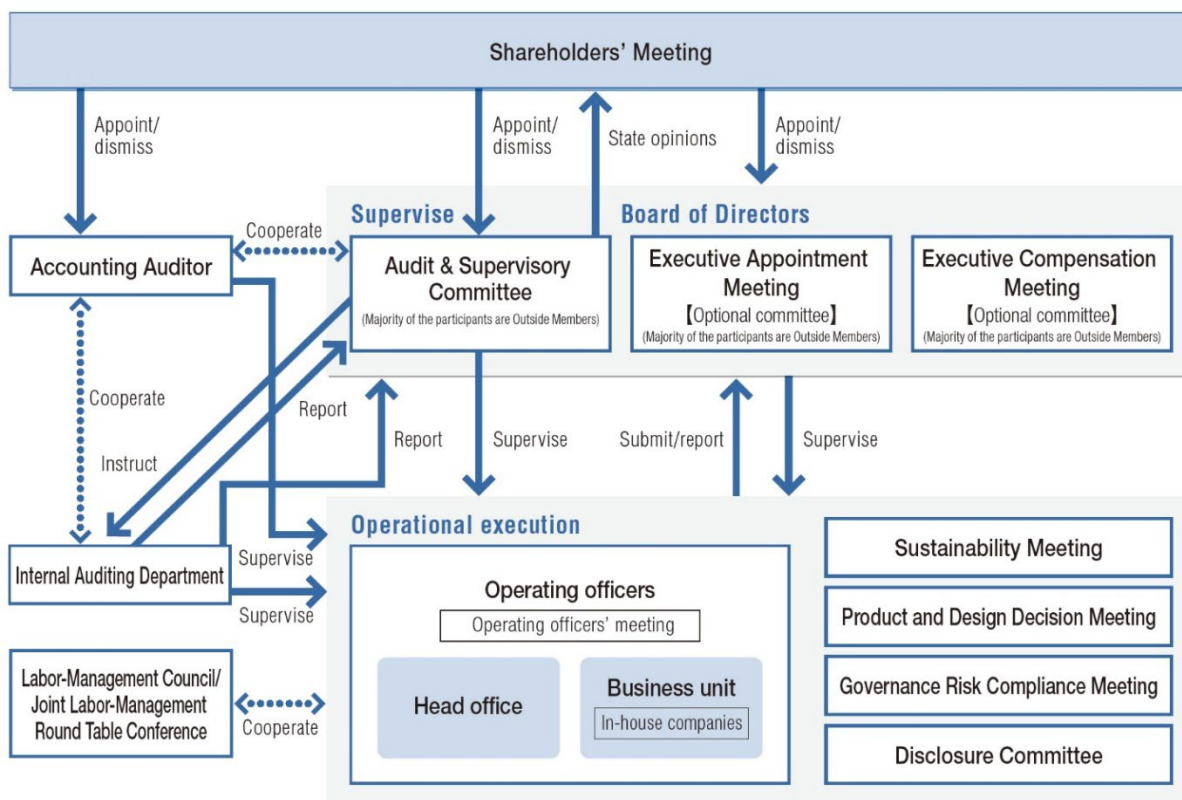 Shareholders' Meeting
Appoint/
dismiss
Appoint/
dismiss
State opinions
Appoint/
dismiss
Supervise
Board of Directors
Cooperate
Accounting Auditor
Audit & Supervisory
Committee
(Majority of the participants are Outside Members)
Executive Appointment
Meeting
【Optional committee】
(Majority of the participants are Outside Members)
Executive Compensation
Meeting
【Optional committee】
(Majority of the participants are Outside Members)
Cooperate
Report
Instruct
Report
Supervise
Submit/report
Supervise
Operational execution
Supervise
Internal Auditing Department
Supervise
Operating officers
Operating officers' meeting
Head office
Business unit
In-house companies
Labor-Management Council/
Joint Labor-Management
Round Table Conference
Cooperate
Sustainability Meeting
Product and Design Decision Meeting
Governance Risk Compliance Meeting
Disclosure Committee